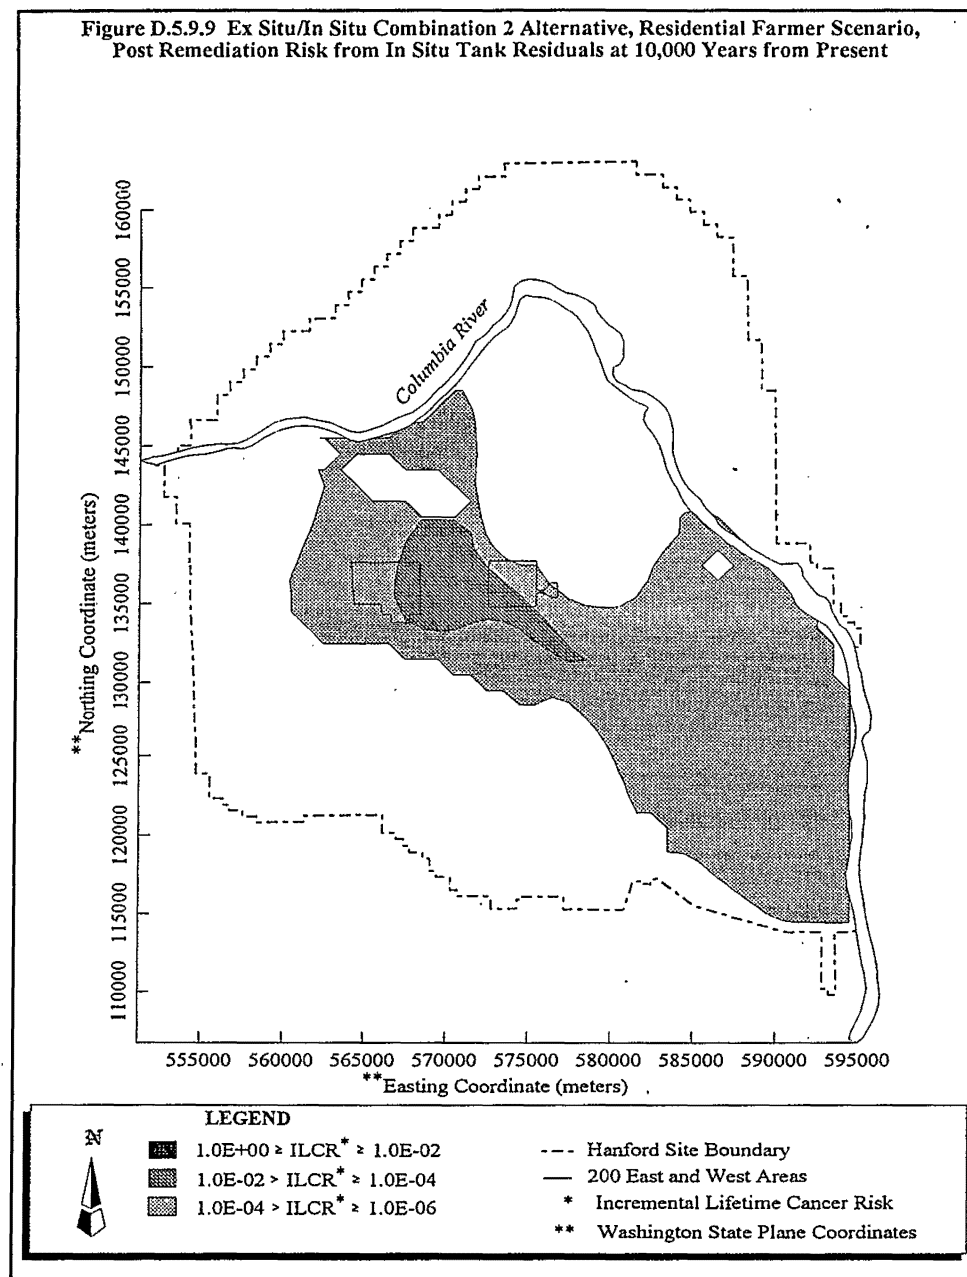 Figure D.5.9.9 Ex Situ/In Situ Combination 2 Alternative, Residential Farmer Scenario,
Post Remediation Risk from In Situ Tank Residuals at 10,000 Years from Present
160000
155000
150000
145000
140000
135000
130000
125000
120000
115000
110000
**Northing Coordinate (meters)
Columbia River
555000 560000 565000 570000 575000 580000 585000 590000 595000
**Easting Coordinate (meters)
LEGEND
N
1.0E+00 ≥ ILCR* ≥ 1.0E-02
1.0E-02 > ILCR* ≥ 1.0E-04
1.0E-04 > ILCR* ≥ 1.0E-06
Hanford Site Boundary
200 East and West Areas
* Incremental Lifetime Cancer Risk
** Washington State Plane Coordinates